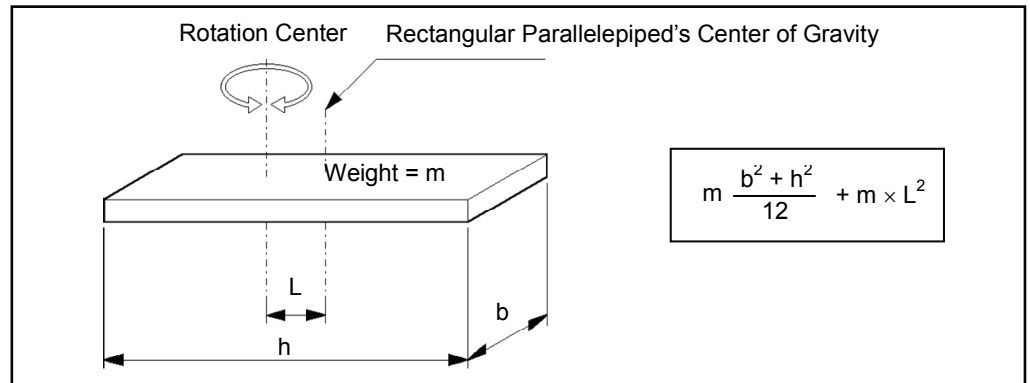 Rotation Center
Rectangular Parallelepiped’s Center of Gravity
Weight = m
m (b² + h²)/12 + m × L²
L
b
h